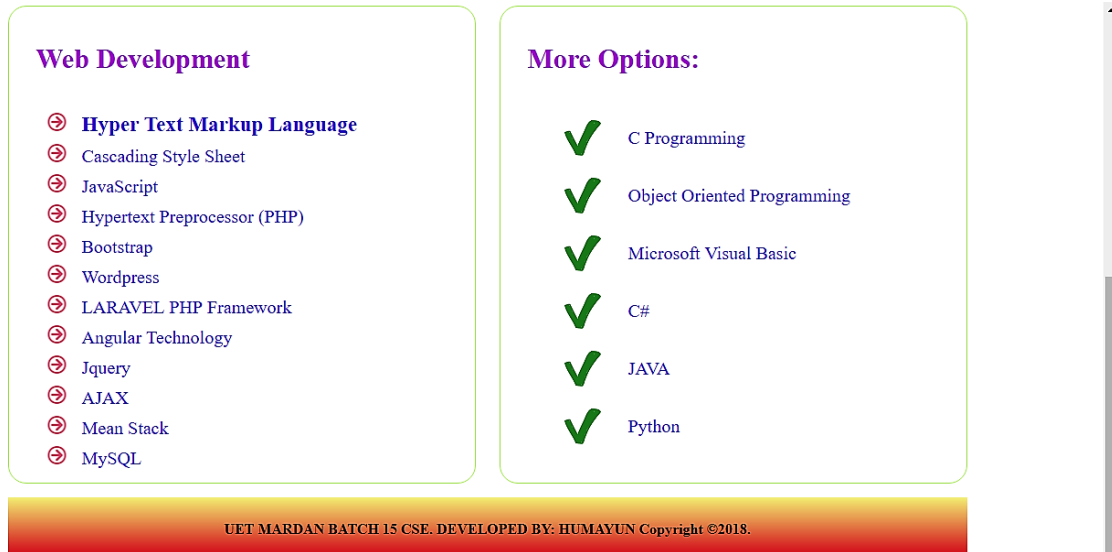 Web Development
Hyper Text Markup Language
Cascading Style Sheet
JavaScript
Hypertext Preprocessor (PHP)
Bootstrap
Wordpress
LARAVEL PHP Framework
Angular Technology
Jquery
AJAX
Mean Stack
MySQL
More Options:
C Programming
Object Oriented Programming
Microsoft Visual Basic
C#
JAVA
Python
UET MARDAN BATCH 15 CSE. DEVELOPED BY: HUMAYUN Copyright ©2018.